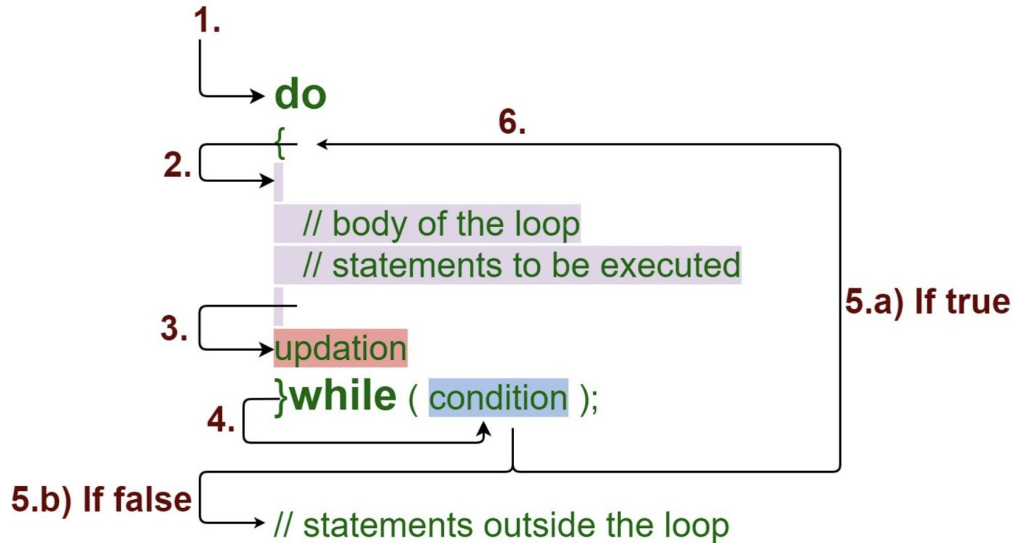 1.
do
6.
{
2.
// body of the loop
// statements to be executed
5.a) If true
3.
updation
}while ( condition );
4.
5.b) If false
// statements outside the loop